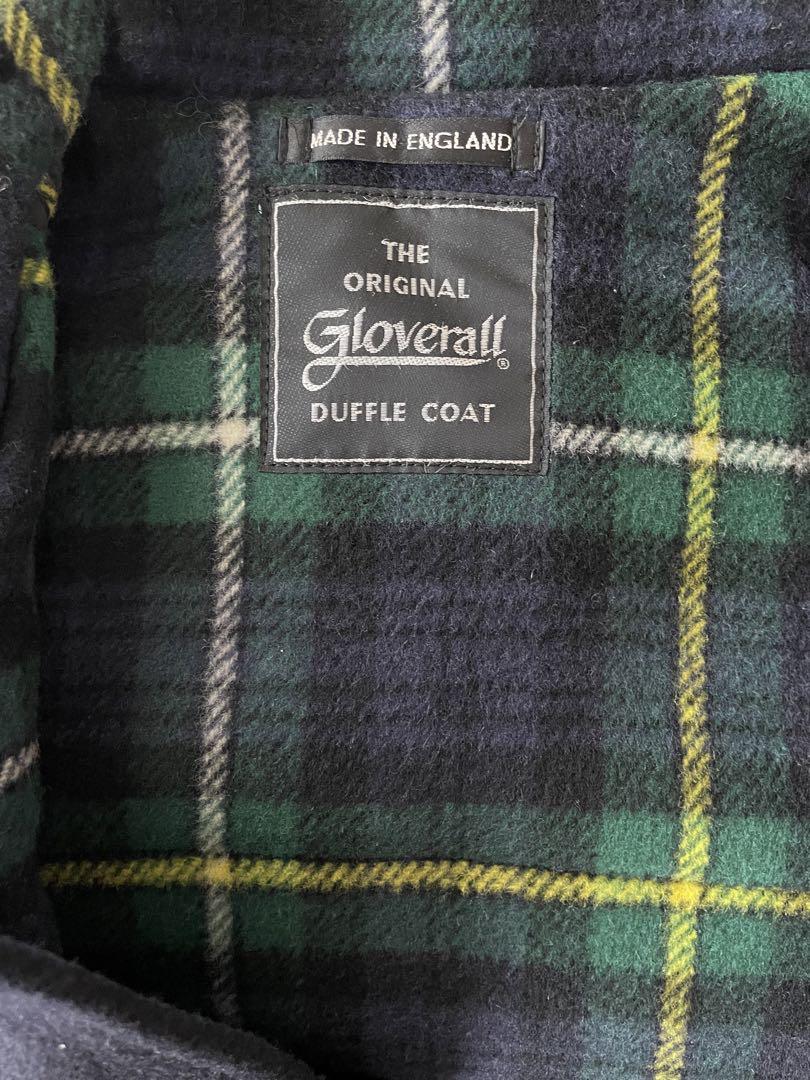 MADE IN ENGLAND
THE
ORIGINAL
Gloverall®
DUFFLE COAT